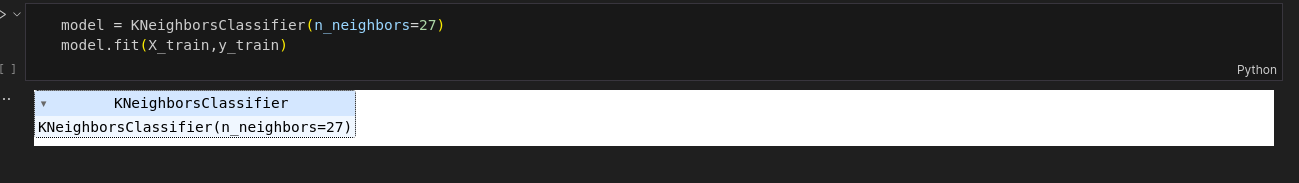 model = KNeighborsClassifier(n_neighbors=27)
model.fit(X_train,y_train)
[ ]
Python
KNeighborsClassifier
KNeighborsClassifier(n_neighbors=27)